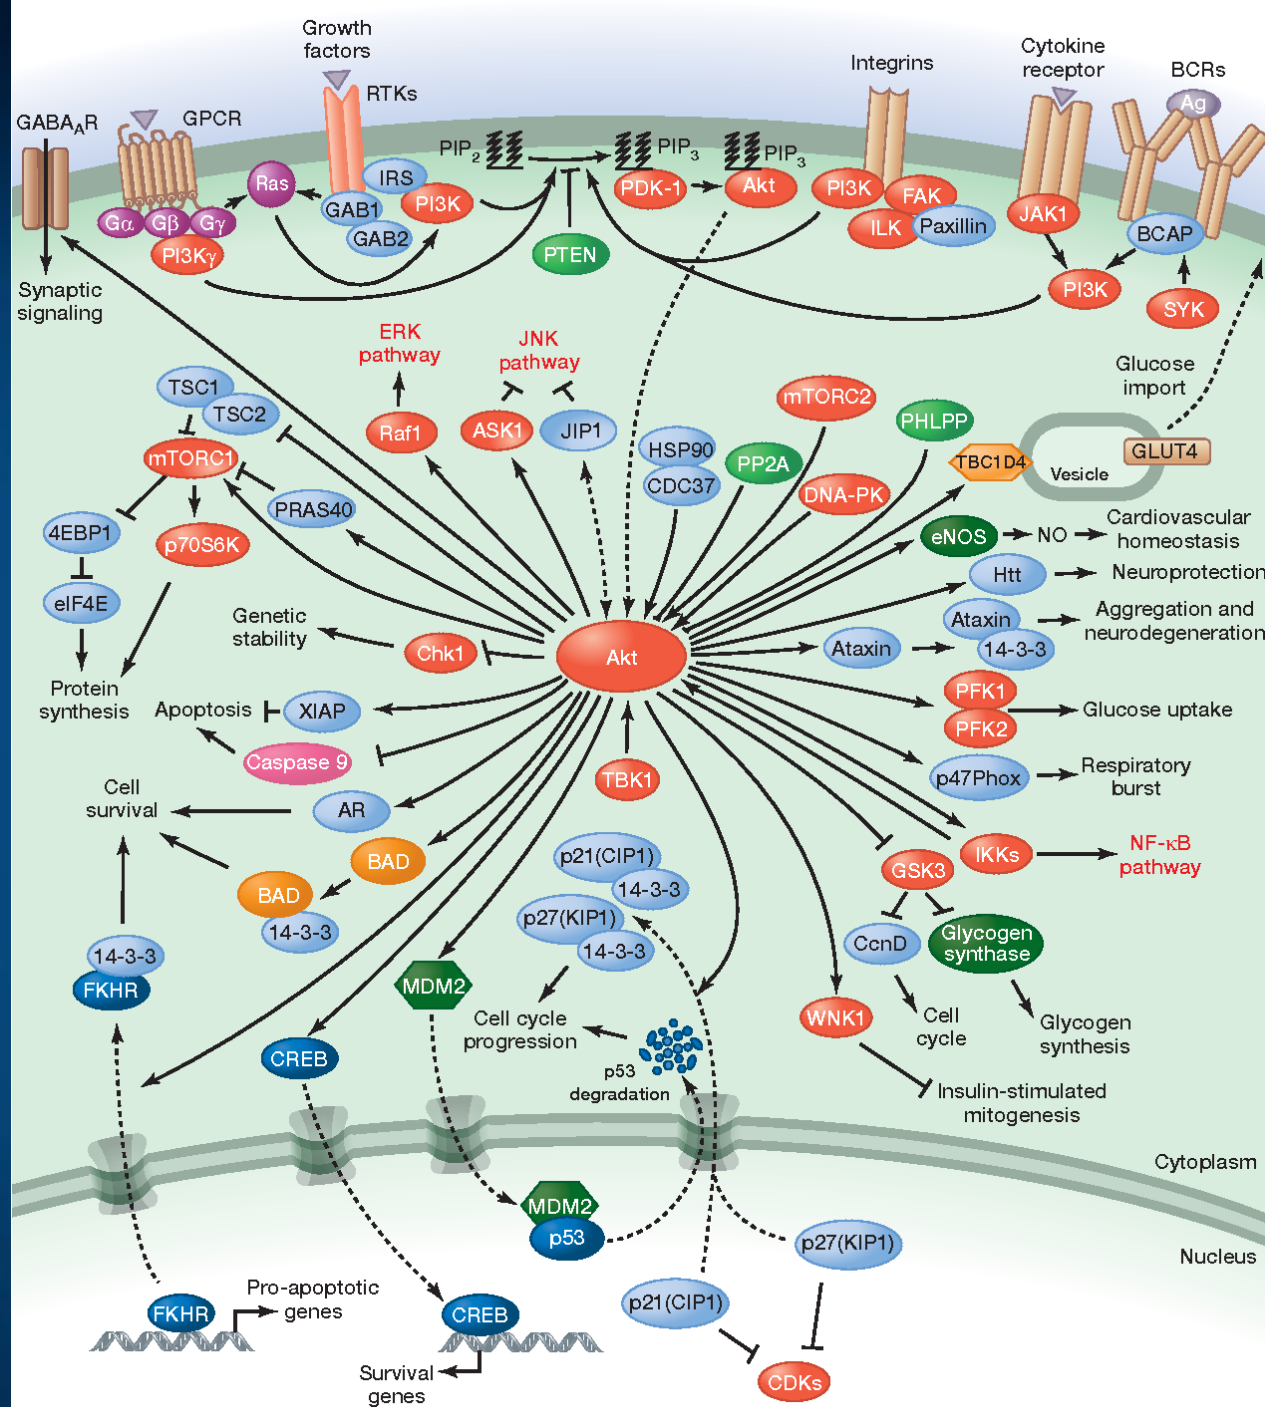 Growth
factors
RTKs
GPCR
GABA_AR
Integrins
Cytokine
receptor
BCRs
Ag
PIP₂
PIP₃
PIP₃
IRS
Ras
GAB1
GAB2
PI3K
PDK-1
Akt
PI3K
FAK
ILK
Paxillin
JAK1
BCAP
Gα
Gβ
Gγ
PI3Kγ
PTEN
PI3K
SYK
Synaptic
signaling
ERK
pathway
JNK
pathway
Glucose
import
TSC1
TSC2
mTORC1
Raf1
ASK1
JIP1
mTORC2
HSP90
CDC37
PP2A
PHLPP
DNA-PK
TBC1D4
Vesicle
GLUT4
4EBP1
p70S6K
PRAS40
eNOS
NO
Cardiovascular
homeostasis
Htt
Neuroprotection
eIF4E
Genetic
stability
Chk1
Akt
Ataxin
Ataxin
14-3-3
Aggregation and
neurodegeneration
Protein
synthesis
Apoptosis
XIAP
Caspase 9
PFK1
PFK2
Glucose uptake
TBK1
p47Phox
Respiratory
burst
Cell
survival
AR
BAD
BAD
14-3-3
p21(CIP1)
14-3-3
p27(KIP1)
14-3-3
GSK3
IKKs
NF-κB
pathway
CcnD
Glycogen
synthase
14-3-3
FKHR
MDM2
Cell cycle
progression
WNK1
Cell
cycle
Glycogen
synthesis
CREB
p53
degradation
Insulin-stimulated
mitogenesis
Cytoplasm
MDM2
p53
p27(KIP1)
Nucleus
FKHR
Pro-apoptotic
genes
CREB
p21(CIP1)
Survival
genes
CDKs